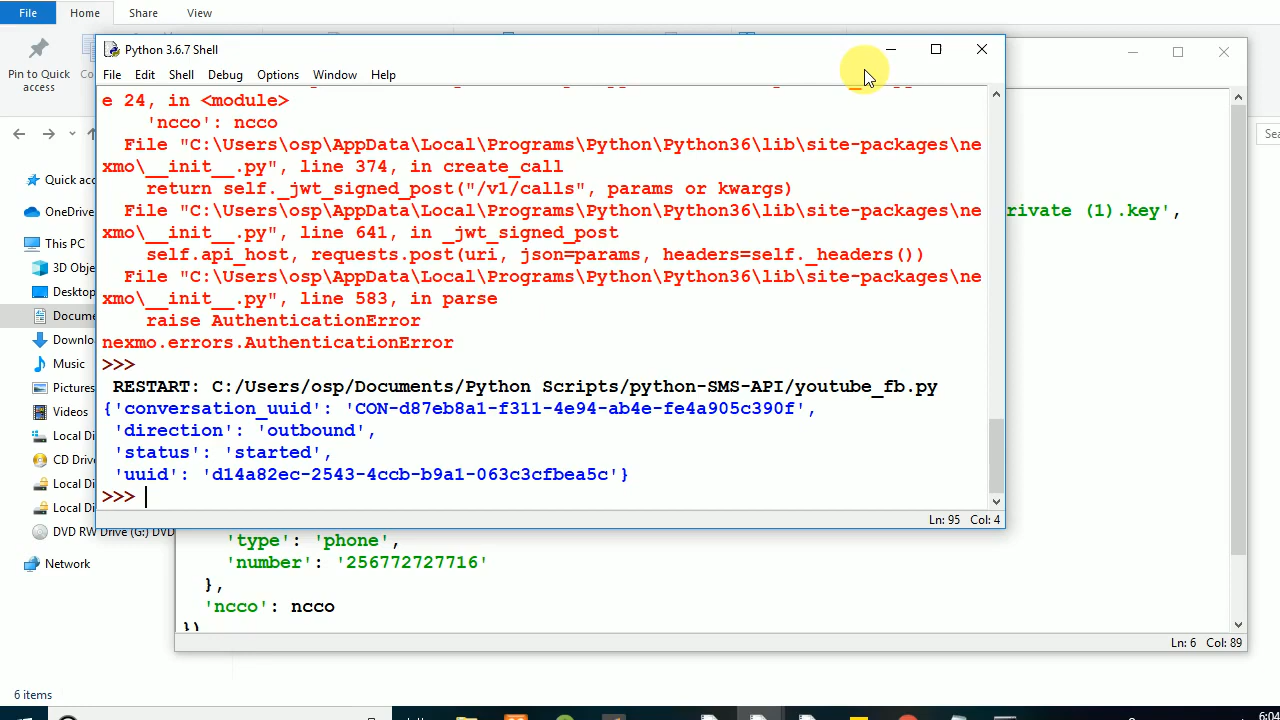 File
Home
Share
View
Pin to Quick
access
Python 3.6.7 Shell
File Edit Shell Debug Options Window Help
e 24, in <module>
'ncco': ncco
File "C:\Users\osp\AppData\Local\Programs\Python\Python36\lib\site-packages\ne
xmo\__init__.py", line 374, in create_call
return self._jwt_signed_post("/v1/calls", params or kwargs)
File "C:\Users\osp\AppData\Local\Programs\Python\Python36\lib\site-packages\ne
xmo\__init__.py", line 641, in _jwt_signed_post
self.api_host, requests.post(uri, json=params, headers=self._headers())
File "C:\Users\osp\AppData\Local\Programs\Python\Python36\lib\site-packages\ne
xmo\__init__.py", line 583, in parse
raise AuthenticationError
nexmo.errors.AuthenticationError
>>>
RESTART: C:/Users/osp/Documents/Python Scripts/python-SMS-API/youtube_fb.py
{'conversation_uuid': 'CON-d87eb8a1-f311-4e94-ab4e-fe4a905c390f',
'direction': 'outbound',
'status': 'started',
'uuid': 'd14a82ec-2543-4ccb-b9a1-063c3cfbea5c'}
>>>
Ln: 95 Col: 4
rivate (1).key',
Sea
Quick acc
OneDrive
This PC
3D Obje
Desktop
Docume
Downlo
Music
Pictures
Videos
Local Di
CD Drive
Local Di
Local Di
DVD RW Drive (G:) DVD
Network
'type': 'phone',
'number': '256772727716'
},
'ncco': ncco
})
Ln: 6 Col: 89
6 items
6:04